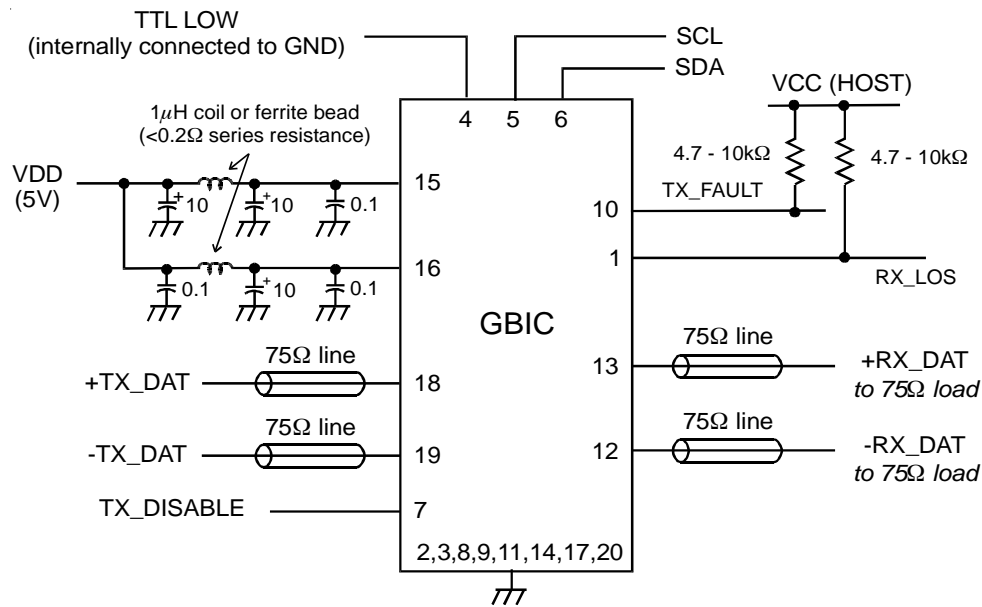 TTL LOW
(internally connected to GND)
SCL
SDA
VCC (HOST)
4
5
6
1μH coil or ferrite bead
(<0.2Ω series resistance)
4.7 - 10kΩ
4.7 - 10kΩ
VDD
(5V)
+
10
+
10
0.1
15
TX_FAULT
10
0.1
+
10
0.1
16
1
RX_LOS
GBIC
75Ω line
+TX_DAT
18
75Ω line
13
+RX_DAT
to 75Ω load
75Ω line
-TX_DAT
19
75Ω line
12
-RX_DAT
to 75Ω load
TX_DISABLE
7
2,3,8,9,11,14,17,20